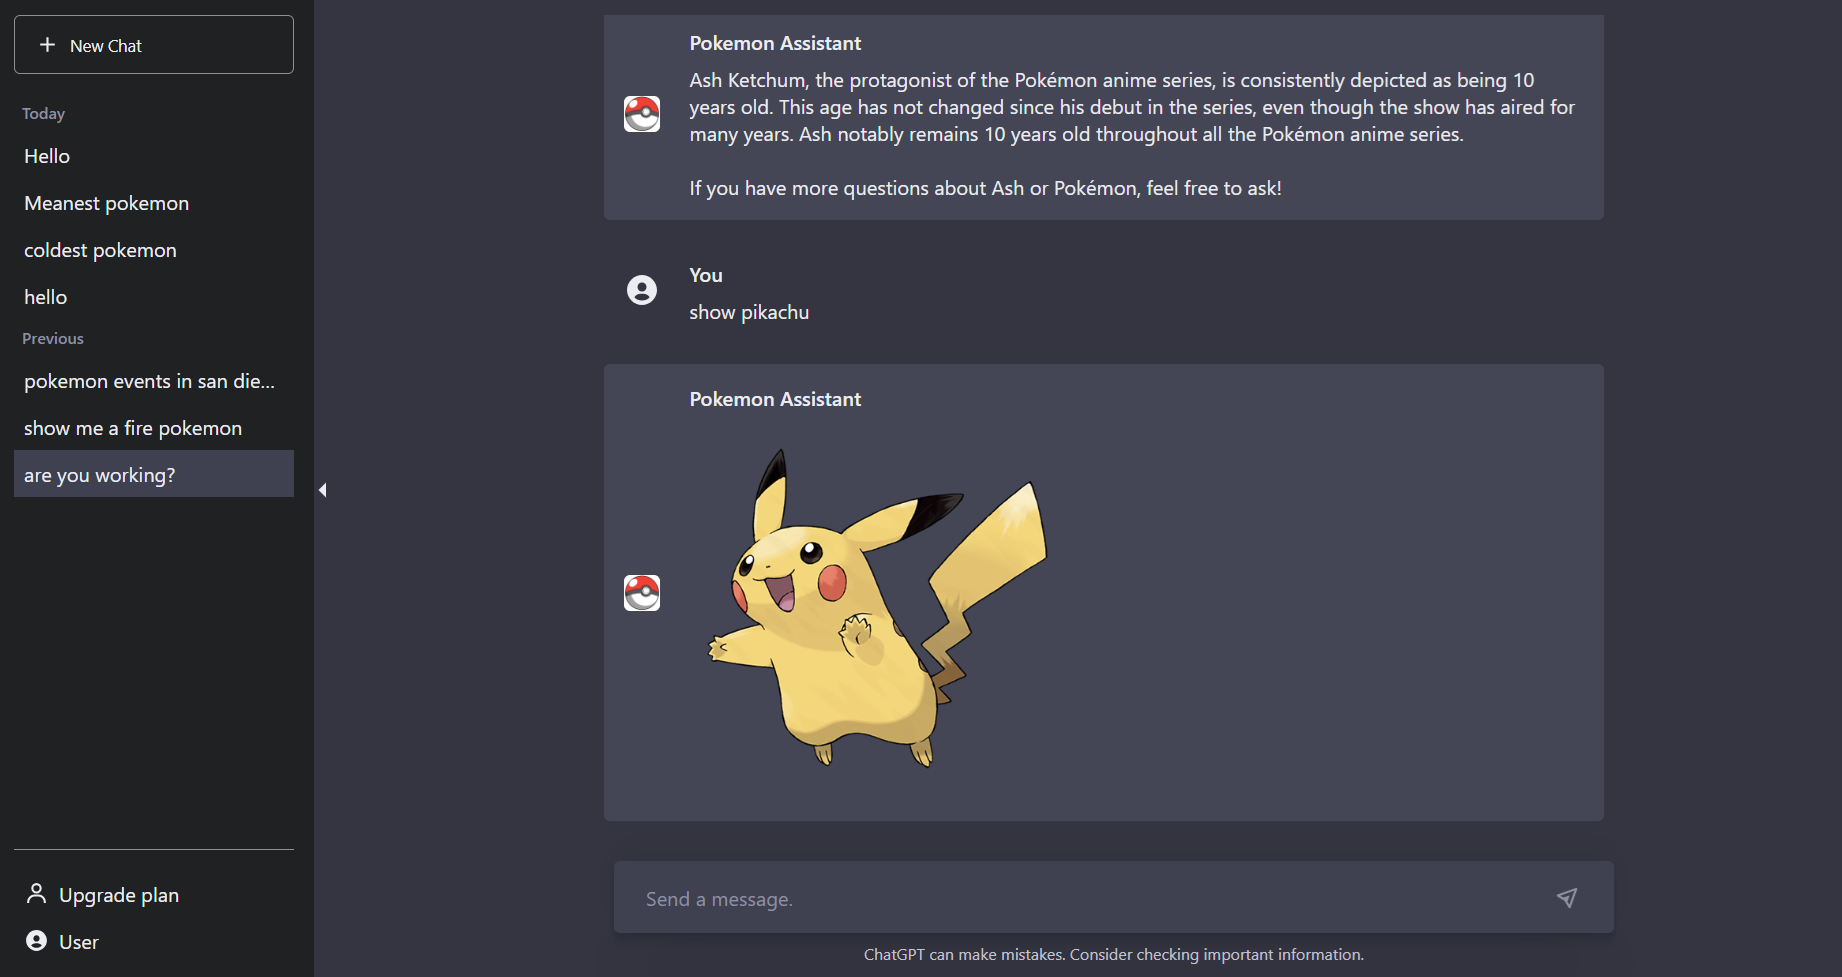 New Chat
Today
Hello
Meanest pokemon
coldest pokemon
hello
Previous
pokemon events in san die...
show me a fire pokemon
are you working?
Upgrade plan
User
Pokemon Assistant
Ash Ketchum, the protagonist of the Pokémon anime series, is consistently depicted as being 10
years old. This age has not changed since his debut in the series, even though the show has aired for
many years. Ash notably remains 10 years old throughout all the Pokémon anime series.
If you have more questions about Ash or Pokémon, feel free to ask!
You
show pikachu
Pokemon Assistant
Send a message.
ChatGPT can make mistakes. Consider checking important information.